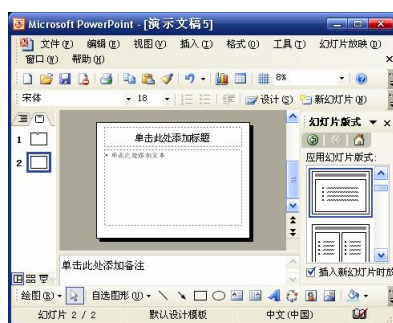 Microsoft PowerPoint - [演示文稿5]
文件(F) 编辑(E) 视图(V) 插入(I) 格式(O) 工具(T) 幻灯片放映(D)
窗口(W) 帮助(H)
8%
宋体 18 设计(S) 新幻灯片(N)
幻灯片版式
1
应用幻灯片版式:
单击此处添加标题
2
• 单击此处添加文本
单击此处添加备注
插入新幻灯片时放
绘图(R) 自选图形(U)
幻灯片 2 / 2 默认设计模板 中文(中国)